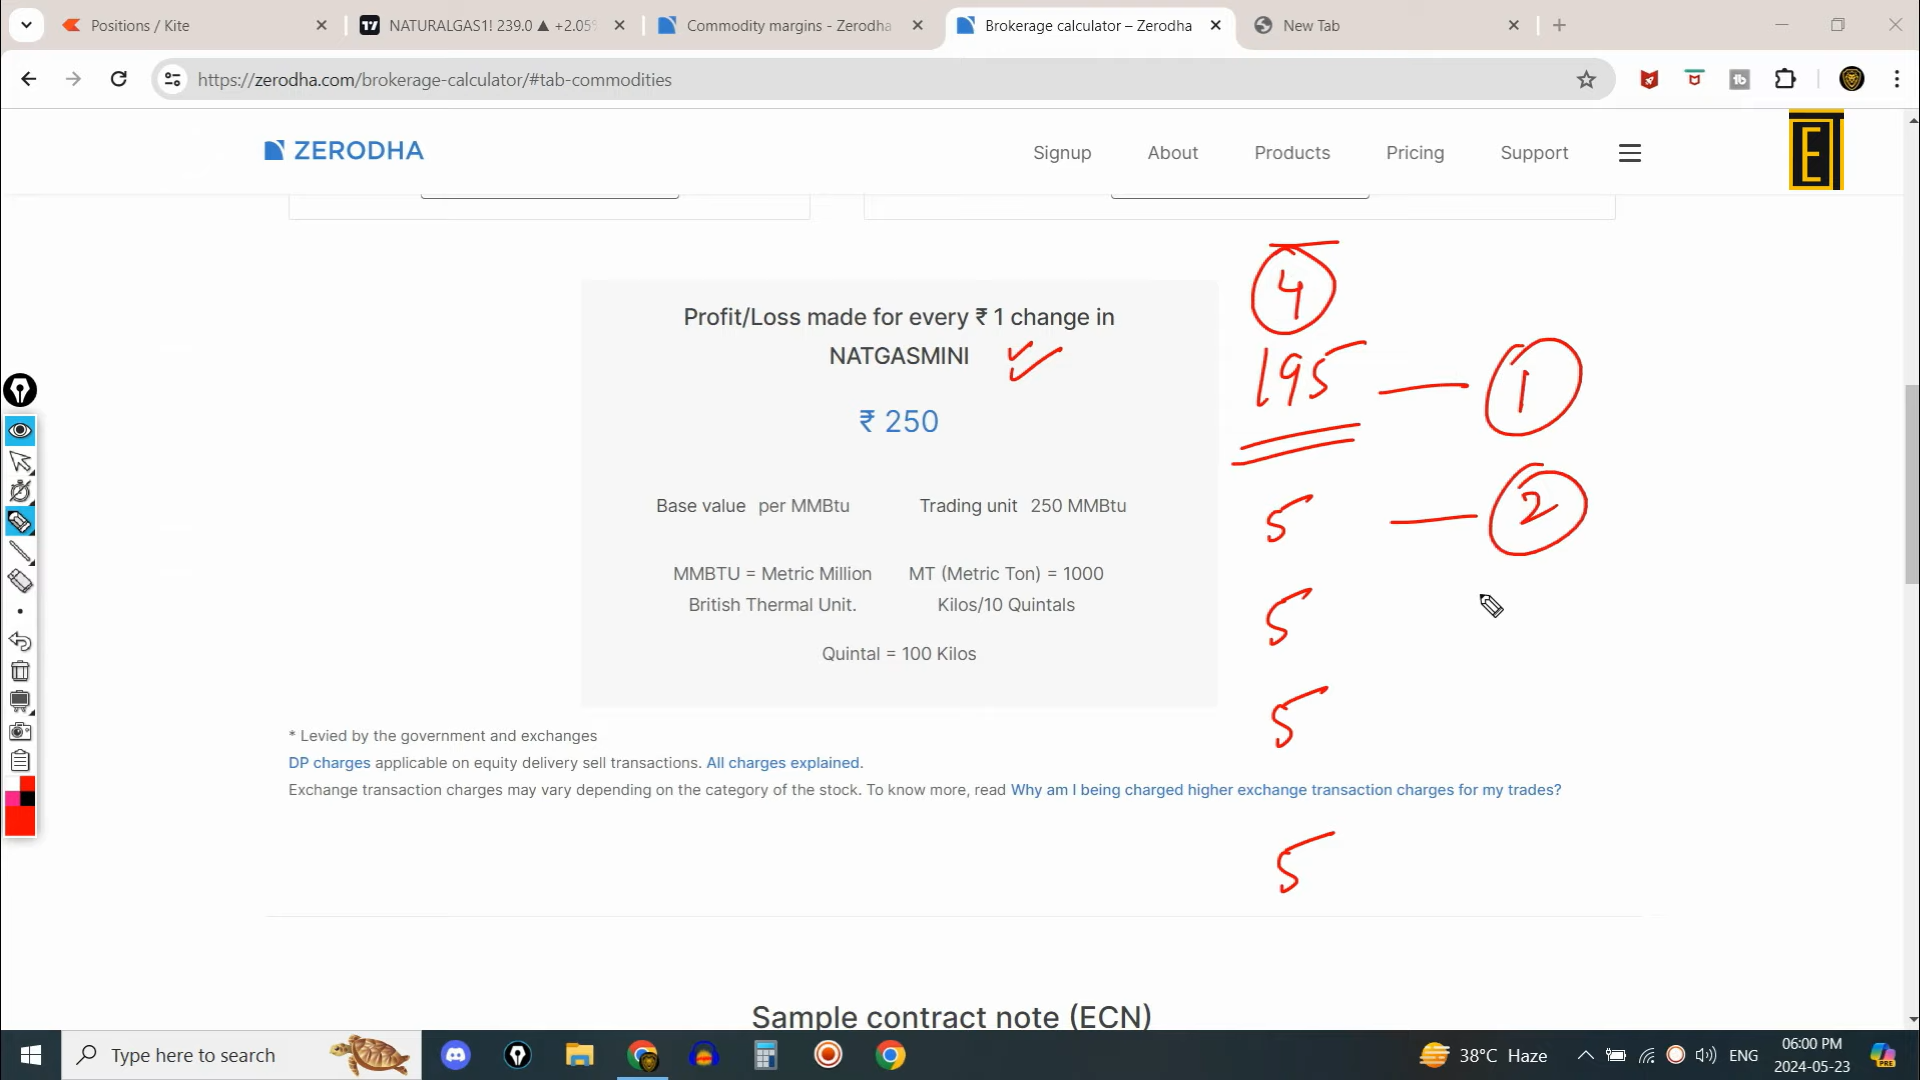 Positions / Kite
NATURALGAS1! 239.0 ▲ +2.05%
Commodity margins - Zerodha
Brokerage calculator – Zerodha
New Tab
https://zerodha.com/brokerage-calculator/#tab-commodities
ZERODHA
Signup
About
Products
Pricing
Support
E
Profit/Loss made for every ₹ 1 change in
NATGASMINI
₹ 250
Base value per MMBtu
Trading unit 250 MMBtu
MMBTU = Metric Million
British Thermal Unit.
MT (Metric Ton) = 1000
Kilos/10 Quintals
Quintal = 100 Kilos
4
195 — 1
5 — 2
5
5
5
* Levied by the government and exchanges
DP charges applicable on equity delivery sell transactions. All charges explained.
Exchange transaction charges may vary depending on the category of the stock. To know more, read Why am I being charged higher exchange transaction charges for my trades?
Sample contract note (ECN)
Type here to search
38°C Haze
ENG
06:00 PM
2024-05-23